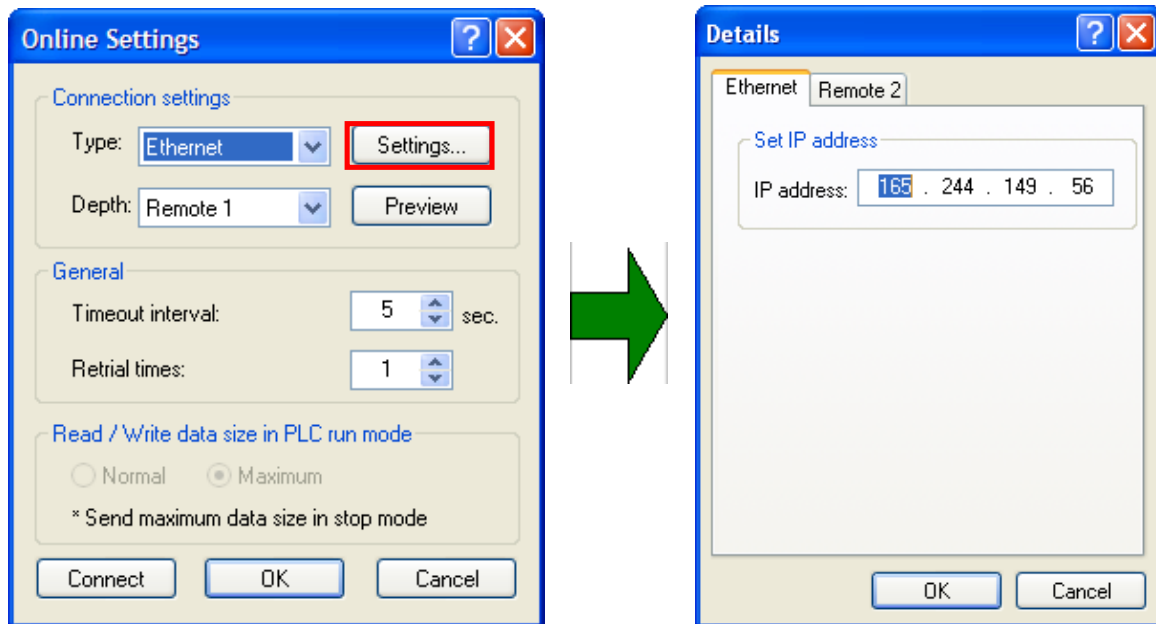 Online Settings
Connection settings
Type: Ethernet Settings...
Depth: Remote 1 Preview
General
Timeout interval: 5 sec.
Retrial times: 1
Read / Write data size in PLC run mode
Normal Maximum
* Send maximum data size in stop mode
Connect OK Cancel
Details
Ethernet Remote 2
Set IP address
IP address: 165 . 244 . 149 . 56
OK Cancel